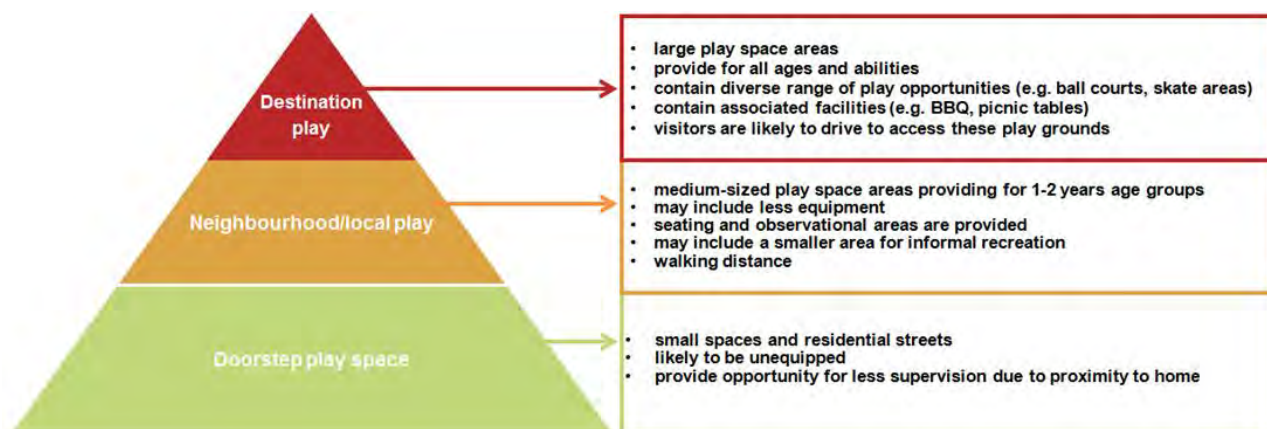 Destination
play
• large play space areas
• provide for all ages and abilities
• contain diverse range of play opportunities (e.g. ball courts, skate areas)
• contain associated facilities (e.g. BBQ, picnic tables)
• visitors are likely to drive to access these play grounds
Neighbourhood/local play
• medium-sized play space areas providing for 1-2 years age groups
• may include less equipment
• seating and observational areas are provided
• may include a smaller area for informal recreation
• walking distance
Doorstep play space
• small spaces and residential streets
• likely to be unequipped
• provide opportunity for less supervision due to proximity to home